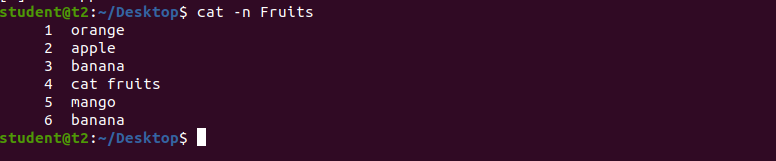 student@t2:~/Desktop$ cat -n Fruits
     1  orange
     2  apple
     3  banana
     4  cat fruits
     5  mango
     6  banana
student@t2:~/Desktop$